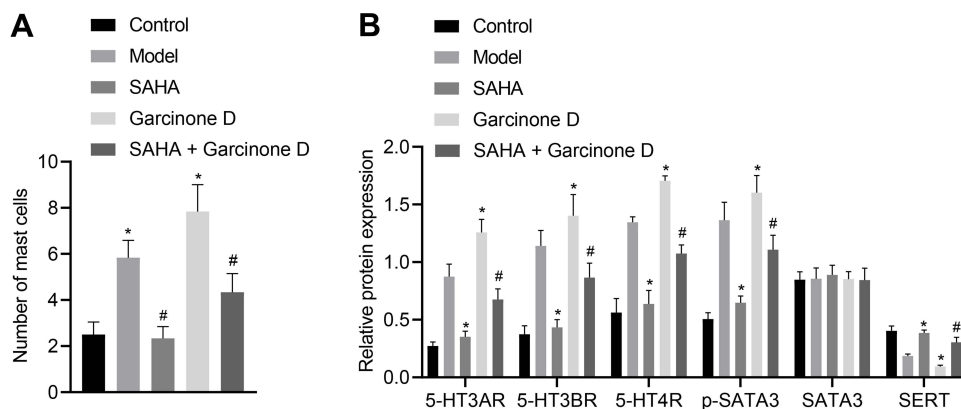 A
Control
Model
SAHA
Garcinone D
SAHA + Garcinone D
Number of mast cells
10
8
6
4
2
0
*
#
*
#
B
Control
Model
SAHA
Garcinone D
SAHA + Garcinone D
Relative protein expression
2.0
1.5
1.0
0.5
0.0
*
*
#
*
*
#
*
*
#
*
*
#
*
*
#
5-HT3AR 5-HT3BR 5-HT4R p-SATA3 SATA3 SERT